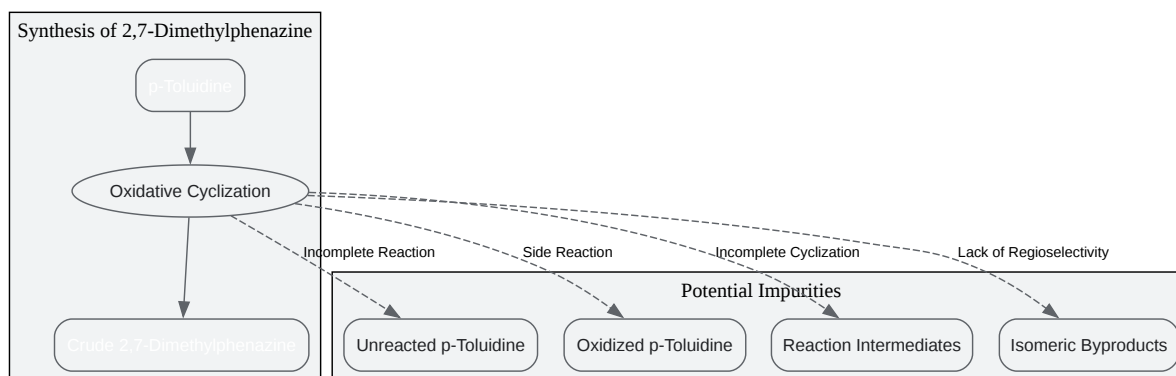 Synthesis of 2,7-Dimethylphenazine
p-Toluidine
Oxidative Cyclization
Incomplete Reaction
Side Reaction
Incomplete Cyclization
Lack of Regioselectivity
Potential Impurities
Crude 2,7-Dimethylphenazine
Unreacted p-Toluidine
Oxidized p-Toluidine
Reaction Intermediates
Isomeric Byproducts